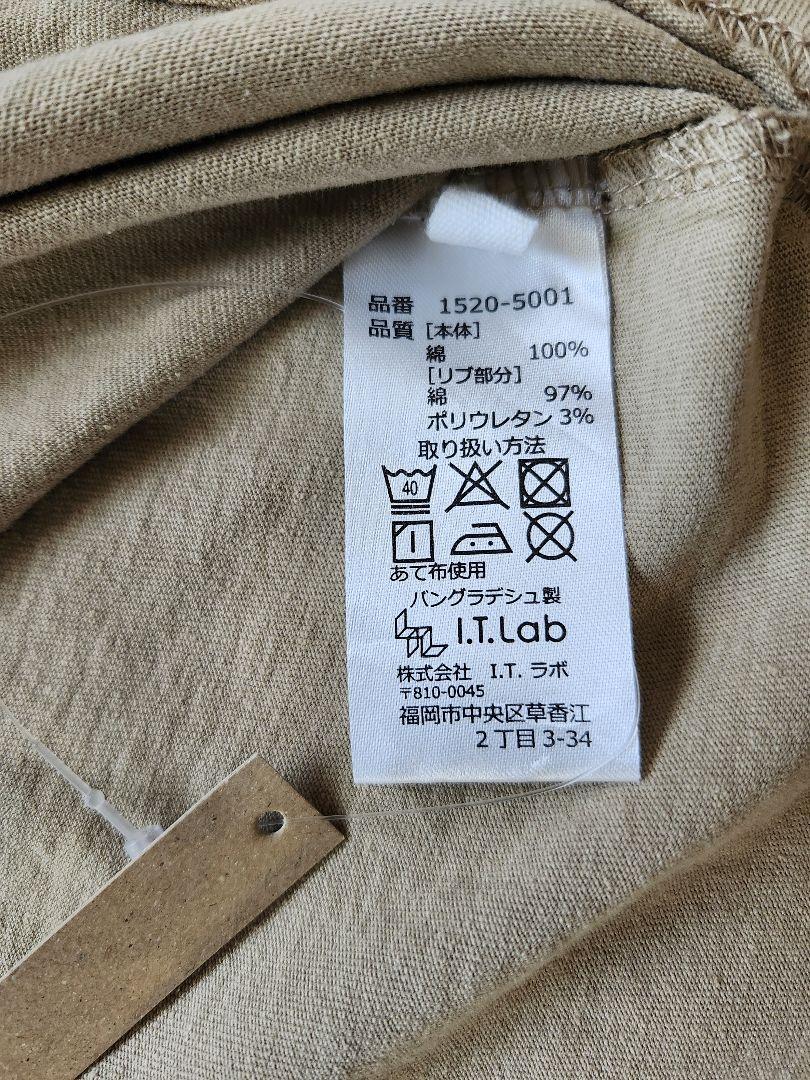 品番 1520-5001
品質 [本体]
綿 100%
[リブ部分]
綿 97%
ポリウレタン 3%
取り扱い方法
40
あて布使用
バングラデシュ製
I.T.Lab
株式会社 I.T. ラボ
〒810-0045
福岡市中央区草香江
2丁目3-34